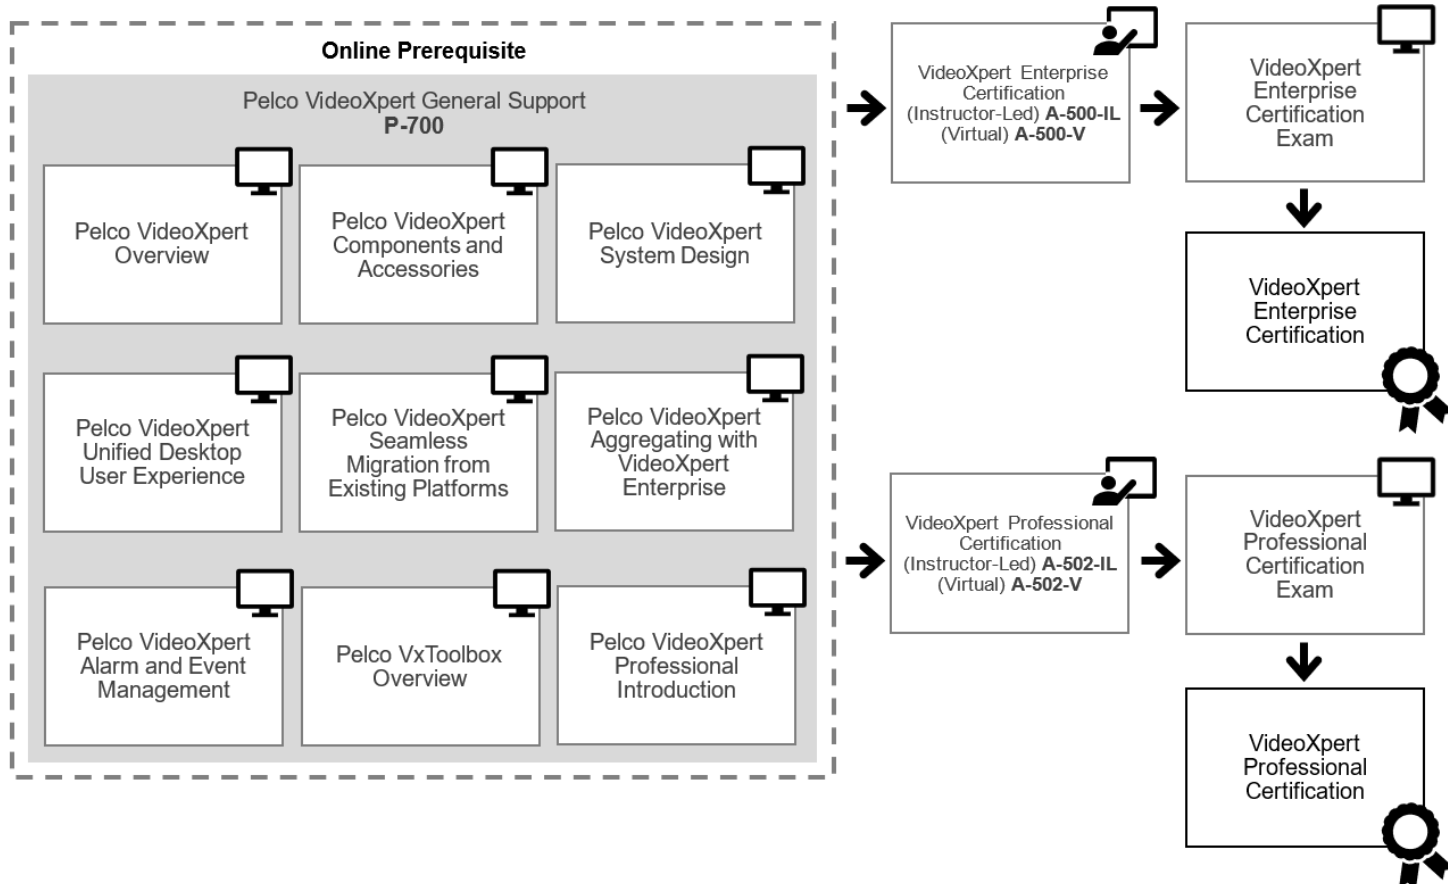 Online Prerequisite
Pelco VideoXpert General Support
P-700
Pelco VideoXpert
Overview
Pelco VideoXpert
Components and
Accessories
Pelco VideoXpert
System Design
Pelco VideoXpert
Unified Desktop
User Experience
Pelco VideoXpert
Seamless
Migration from
Existing Platforms
Pelco VideoXpert
Aggregating with
VideoXpert
Enterprise
Pelco VideoXpert
Alarm and Event
Management
Pelco VxToolbox
Overview
Pelco VideoXpert
Professional
Introduction
VideoXpert Enterprise
Certification
(Instructor-Led) A-500-IL
(Virtual) A-500-V
VideoXpert
Enterprise
Certification
Exam
VideoXpert
Enterprise
Certification
VideoXpert Professional
Certification
(Instructor-Led) A-502-IL
(Virtual) A-502-V
VideoXpert
Professional
Certification
Exam
VideoXpert
Professional
Certification